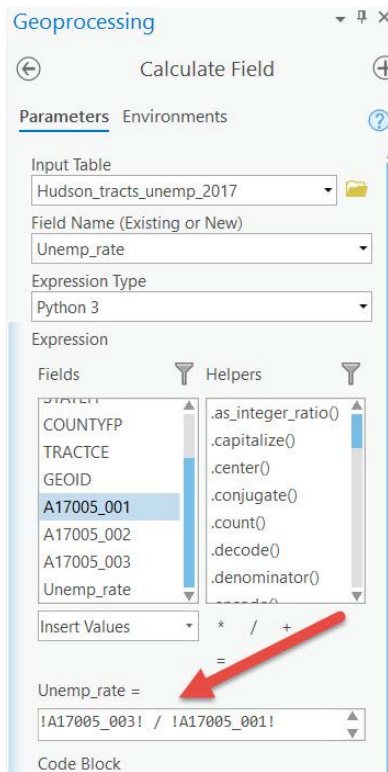 Geoprocessing
Calculate Field
Parameters Environments
Input Table
Hudson_tracts_unemp_2017
Field Name (Existing or New)
Unemp_rate
Expression Type
Python 3
Expression
Fields
STATEFP
COUNTYFP
TRACTCE
GEOID
A17005_001
A17005_002
A17005_003
Unemp_rate
Helpers
.as_integer_ratio()
.capitalize()
.center()
.conjugate()
.count()
.decode()
.denominator()
.encode()
Insert Values
* / +
=
Unemp_rate =
!A17005_003! / !A17005_001!
Code Block